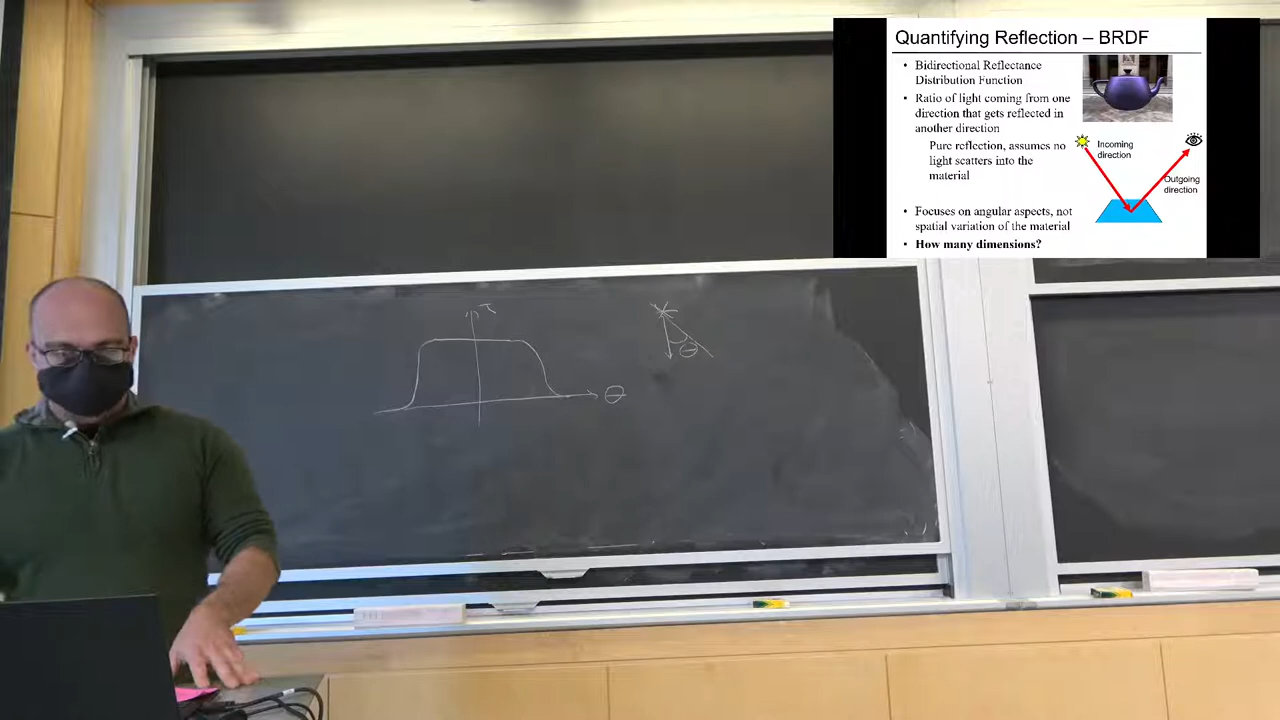 Quantifying Reflection – BRDF
• Bidirectional Reflectance
Distribution Function
• Ratio of light coming from one
direction that gets reflected in
another direction
Pure reflection, assumes no
light scatters into the
material
• Focuses on angular aspects, not
spatial variation of the material
• How many dimensions?
Incoming
direction
Outgoing
direction
I
θ
θ